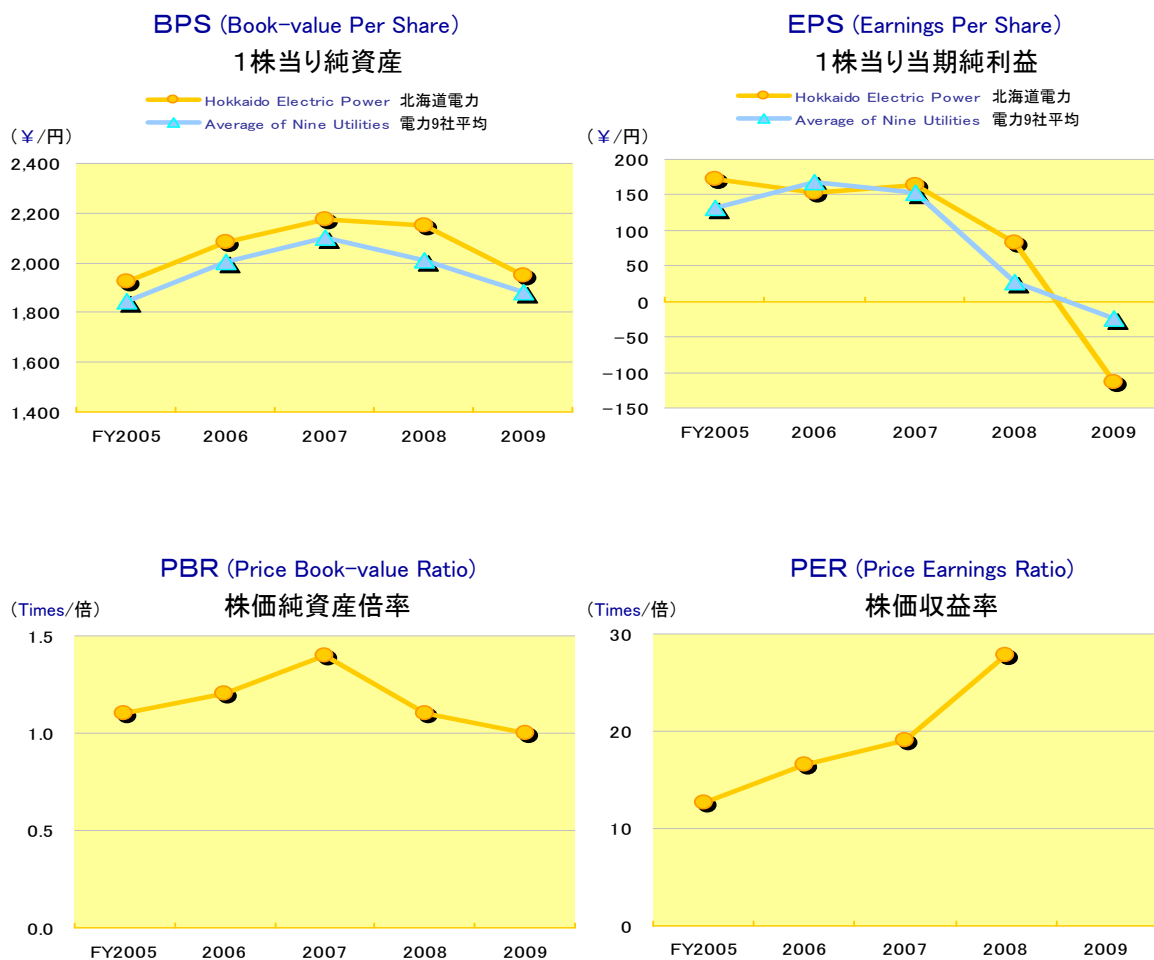 BPS (Book-value Per Share)
1株当り純資産
Hokkaido Electric Power 北海道電力
Average of Nine Utilities 電力9社平均
(¥/円)
2,400
2,200
2,000
1,800
1,600
1,400
FY2005 2006 2007 2008 2009
EPS (Earnings Per Share)
1株当り当期純利益
Hokkaido Electric Power 北海道電力
Average of Nine Utilities 電力9社平均
(¥/円)
200
150
100
50
0
-50
-100
-150
FY2005 2006 2007 2008 2009
PBR (Price Book-value Ratio)
株価純資産倍率
(Times/倍)
1.5
1.0
0.5
0.0
FY2005 2006 2007 2008 2009
PER (Price Earnings Ratio)
株価収益率
(Times/倍)
30
20
10
0
FY2005 2006 2007 2008 2009